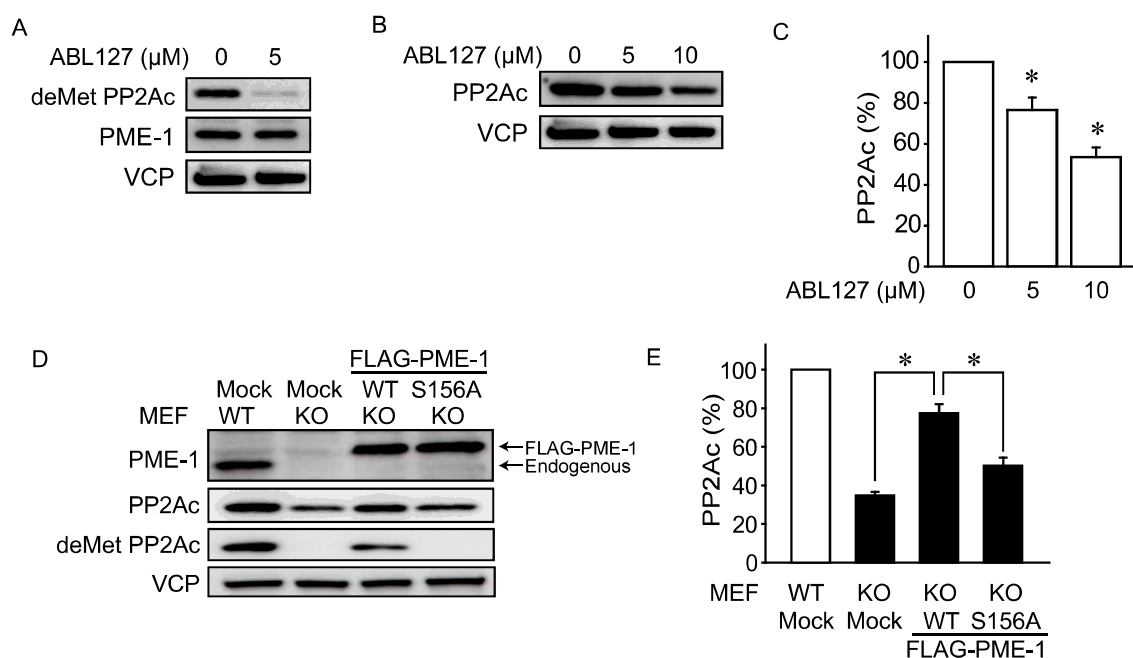 A
ABL127 (μM) 0 5
deMet PP2Ac
PME-1
VCP
B
ABL127 (μM) 0 5 10
PP2Ac
VCP
C
PP2Ac (%)
100
80
60
40
20
0
* *
ABL127 (μM) 0 5 10
D
FLAG-PME-1
Mock Mock WT S156A
MEF WT KO KO KO
PME-1
FLAG-PME-1
Endogenous
PP2Ac
deMet PP2Ac
VCP
E
PP2Ac (%)
100
80
60
40
20
0
* *
MEF WT KO KO KO
Mock Mock WT S156A
FLAG-PME-1